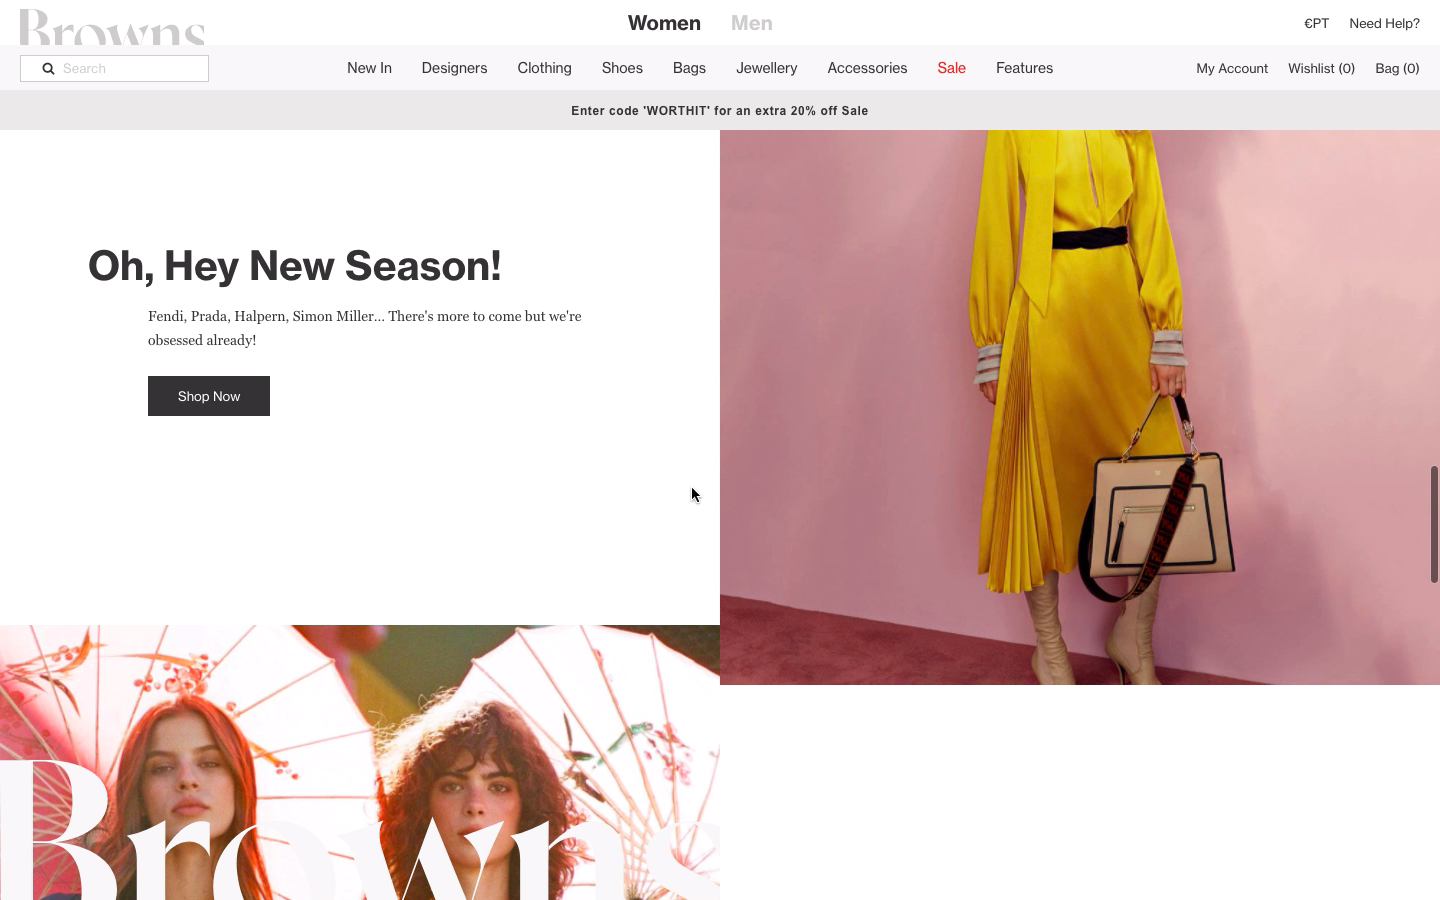 Browns
Women
Men
€PT
Need Help?
Search
New In
Designers
Clothing
Shoes
Bags
Jewellery
Accessories
Sale
Features
My Account
Wishlist (0)
Bag (0)
Enter code 'WORTHIT' for an extra 20% off Sale
Oh, Hey New Season!
Fendi, Prada, Halpern, Simon Miller... There's more to come but we're
obsessed already!
Shop Now
Browns